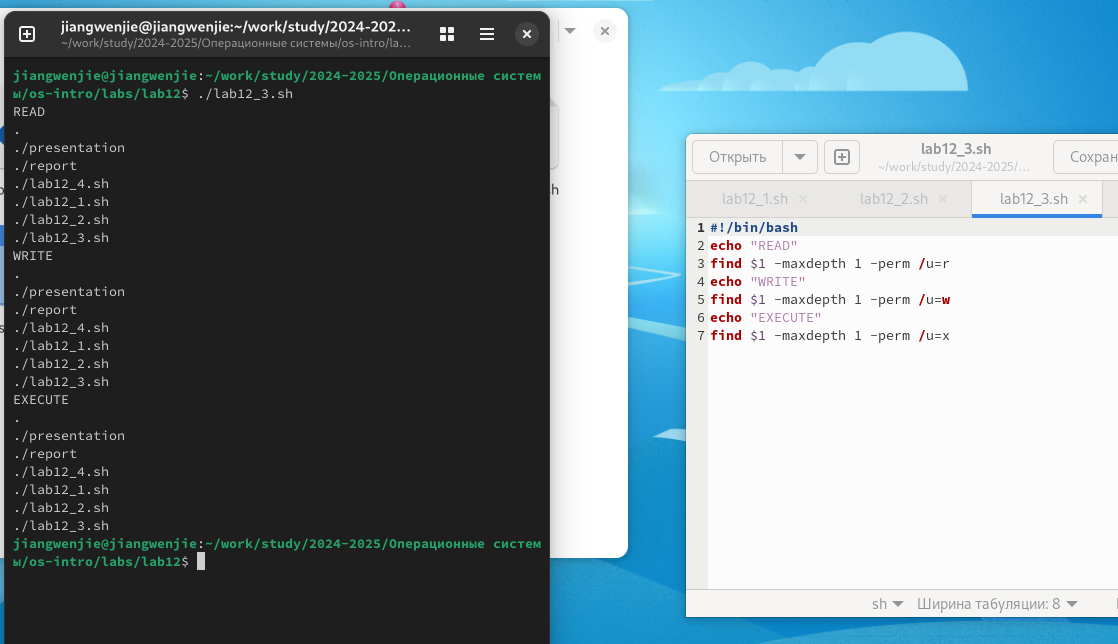 jiangwenjie@jiangwenjie:~/work/study/2024-202...
~/work/study/2024-2025/Операционные системы/os-intro/la...
jiangwenjie@jiangwenjie:~/work/study/2024-2025/Операционные систем
ы/os-intro/labs/lab12$ ./lab12_3.sh
READ
.
./presentation
./report
./lab12_4.sh
./lab12_1.sh
./lab12_2.sh
./lab12_3.sh
WRITE
.
./presentation
./report
./lab12_4.sh
./lab12_1.sh
./lab12_2.sh
./lab12_3.sh
EXECUTE
.
./presentation
./report
./lab12_4.sh
./lab12_1.sh
./lab12_2.sh
./lab12_3.sh
jiangwenjie@jiangwenjie:~/work/study/2024-2025/Операционные систем
ы/os-intro/labs/lab12$
Открыть
lab12_3.sh
~/work/study/2024-2025/...
Сохран
lab12_1.sh
lab12_2.sh
lab12_3.sh
1 #!/bin/bash
2 echo "READ"
3 find $1 -maxdepth 1 -perm /u=r
4 echo "WRITE"
5 find $1 -maxdepth 1 -perm /u=w
6 echo "EXECUTE"
7 find $1 -maxdepth 1 -perm /u=x
sh
Ширина табуляции: 8